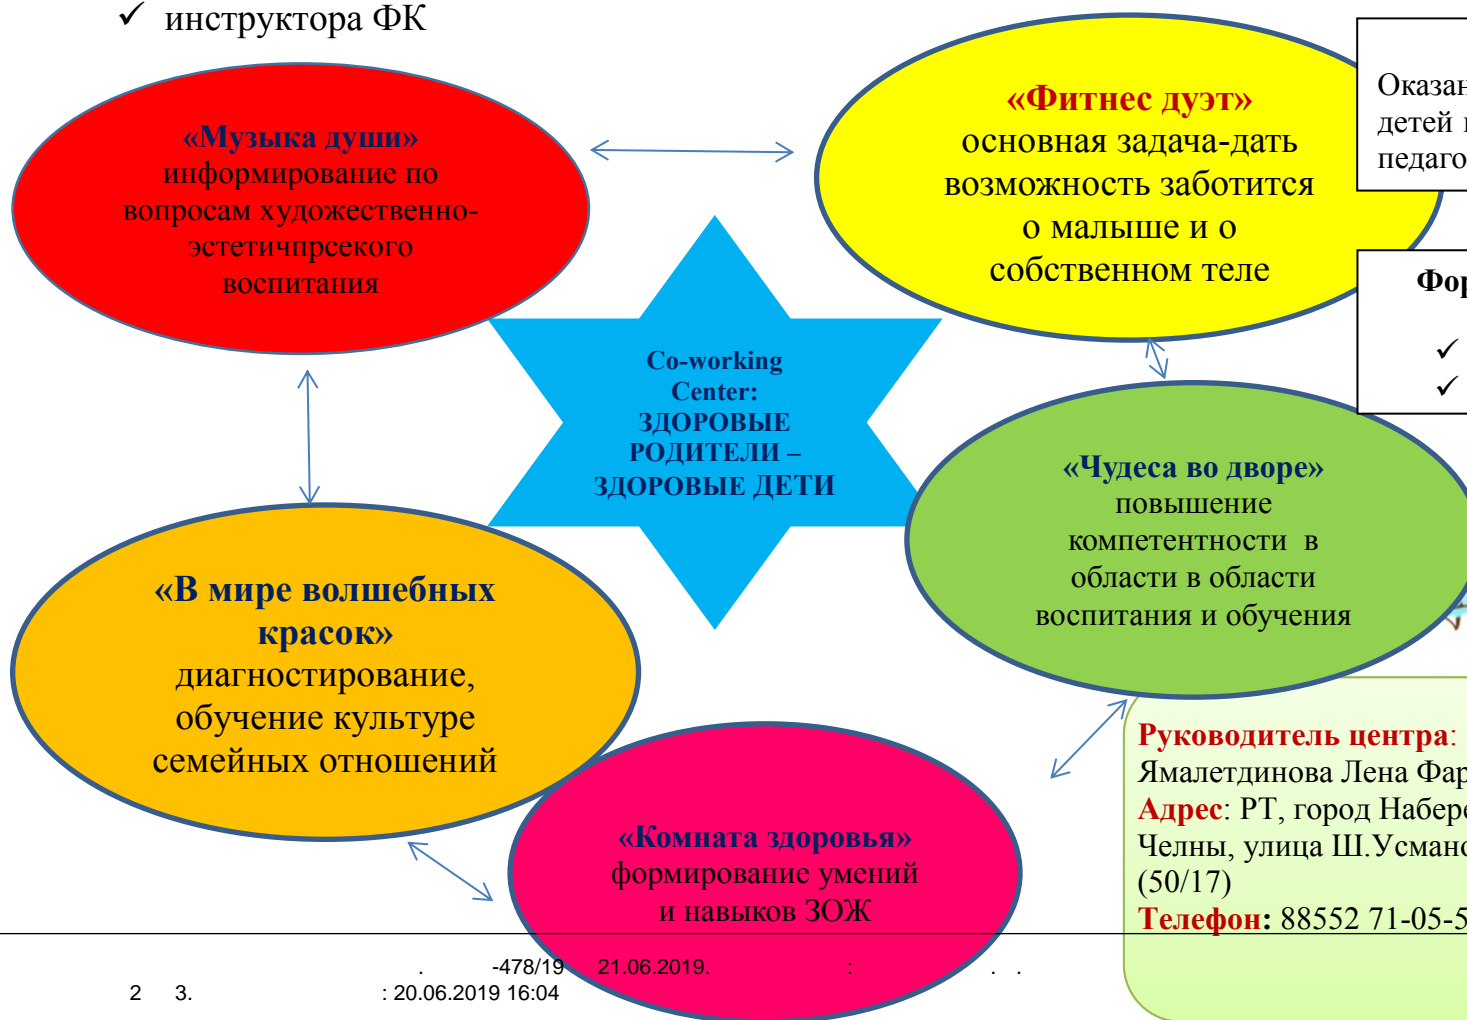 ✓ инструктора ФК
«Музыка души»
информирование по
вопросам художественно-
эстетичпрсекого
воспитания
«Фитнес дуэт»
основная задача-дать
возможность заботится
о малыше и о
собственном теле
Co-working
Center:
ЗДОРОВЫЕ
РОДИТЕЛИ –
ЗДОРОВЫЕ ДЕТИ
«Чудеса во дворе»
повышение
компетентности в
области в области
воспитания и обучения
«В мире волшебных
красок»
диагностирование,
обучение культуре
семейных отношений
«Комната здоровья»
формирование умений
и навыков ЗОЖ
Руководитель центра:
Ямалетдинова Лена
Адрес: РТ, город
Челны, улица
(50/17)
Телефон: 88552 71-05-5
. -478/19 21.06.2019. : . .
2 3. : 20.06.2019 16:04